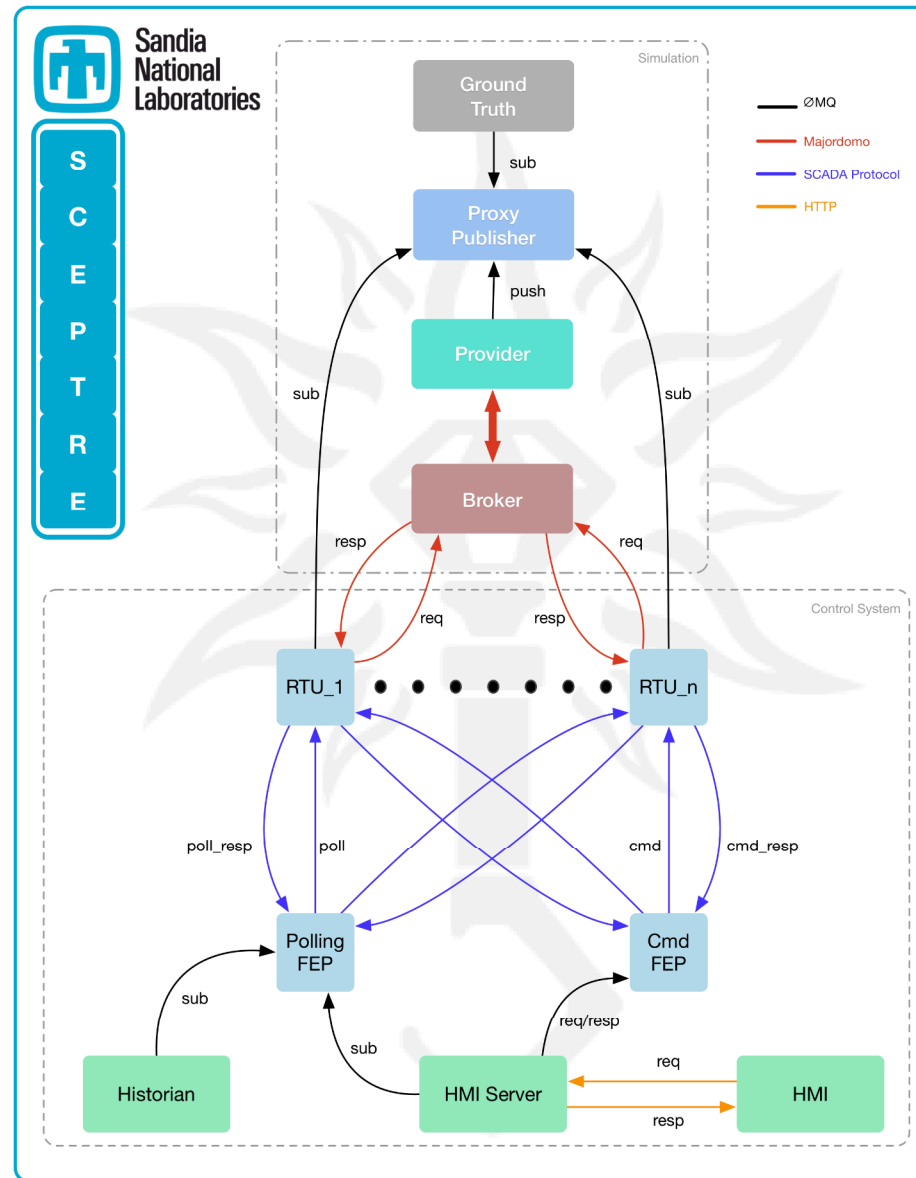 Sandia
National
Laboratories
S
C
E
P
T
R
E
Simulation
Ground
Truth
sub
Proxy
Publisher
push
Provider
sub
sub
Broker
resp
req
req
resp
ØMQ
Majordomo
SCADA Protocol
HTTP
Control System
RTU_1
RTU_n
poll_resp
poll
cmd
cmd_resp
Polling
FEP
Cmd
FEP
sub
sub
req/resp
req
resp
Historian
HMI Server
HMI